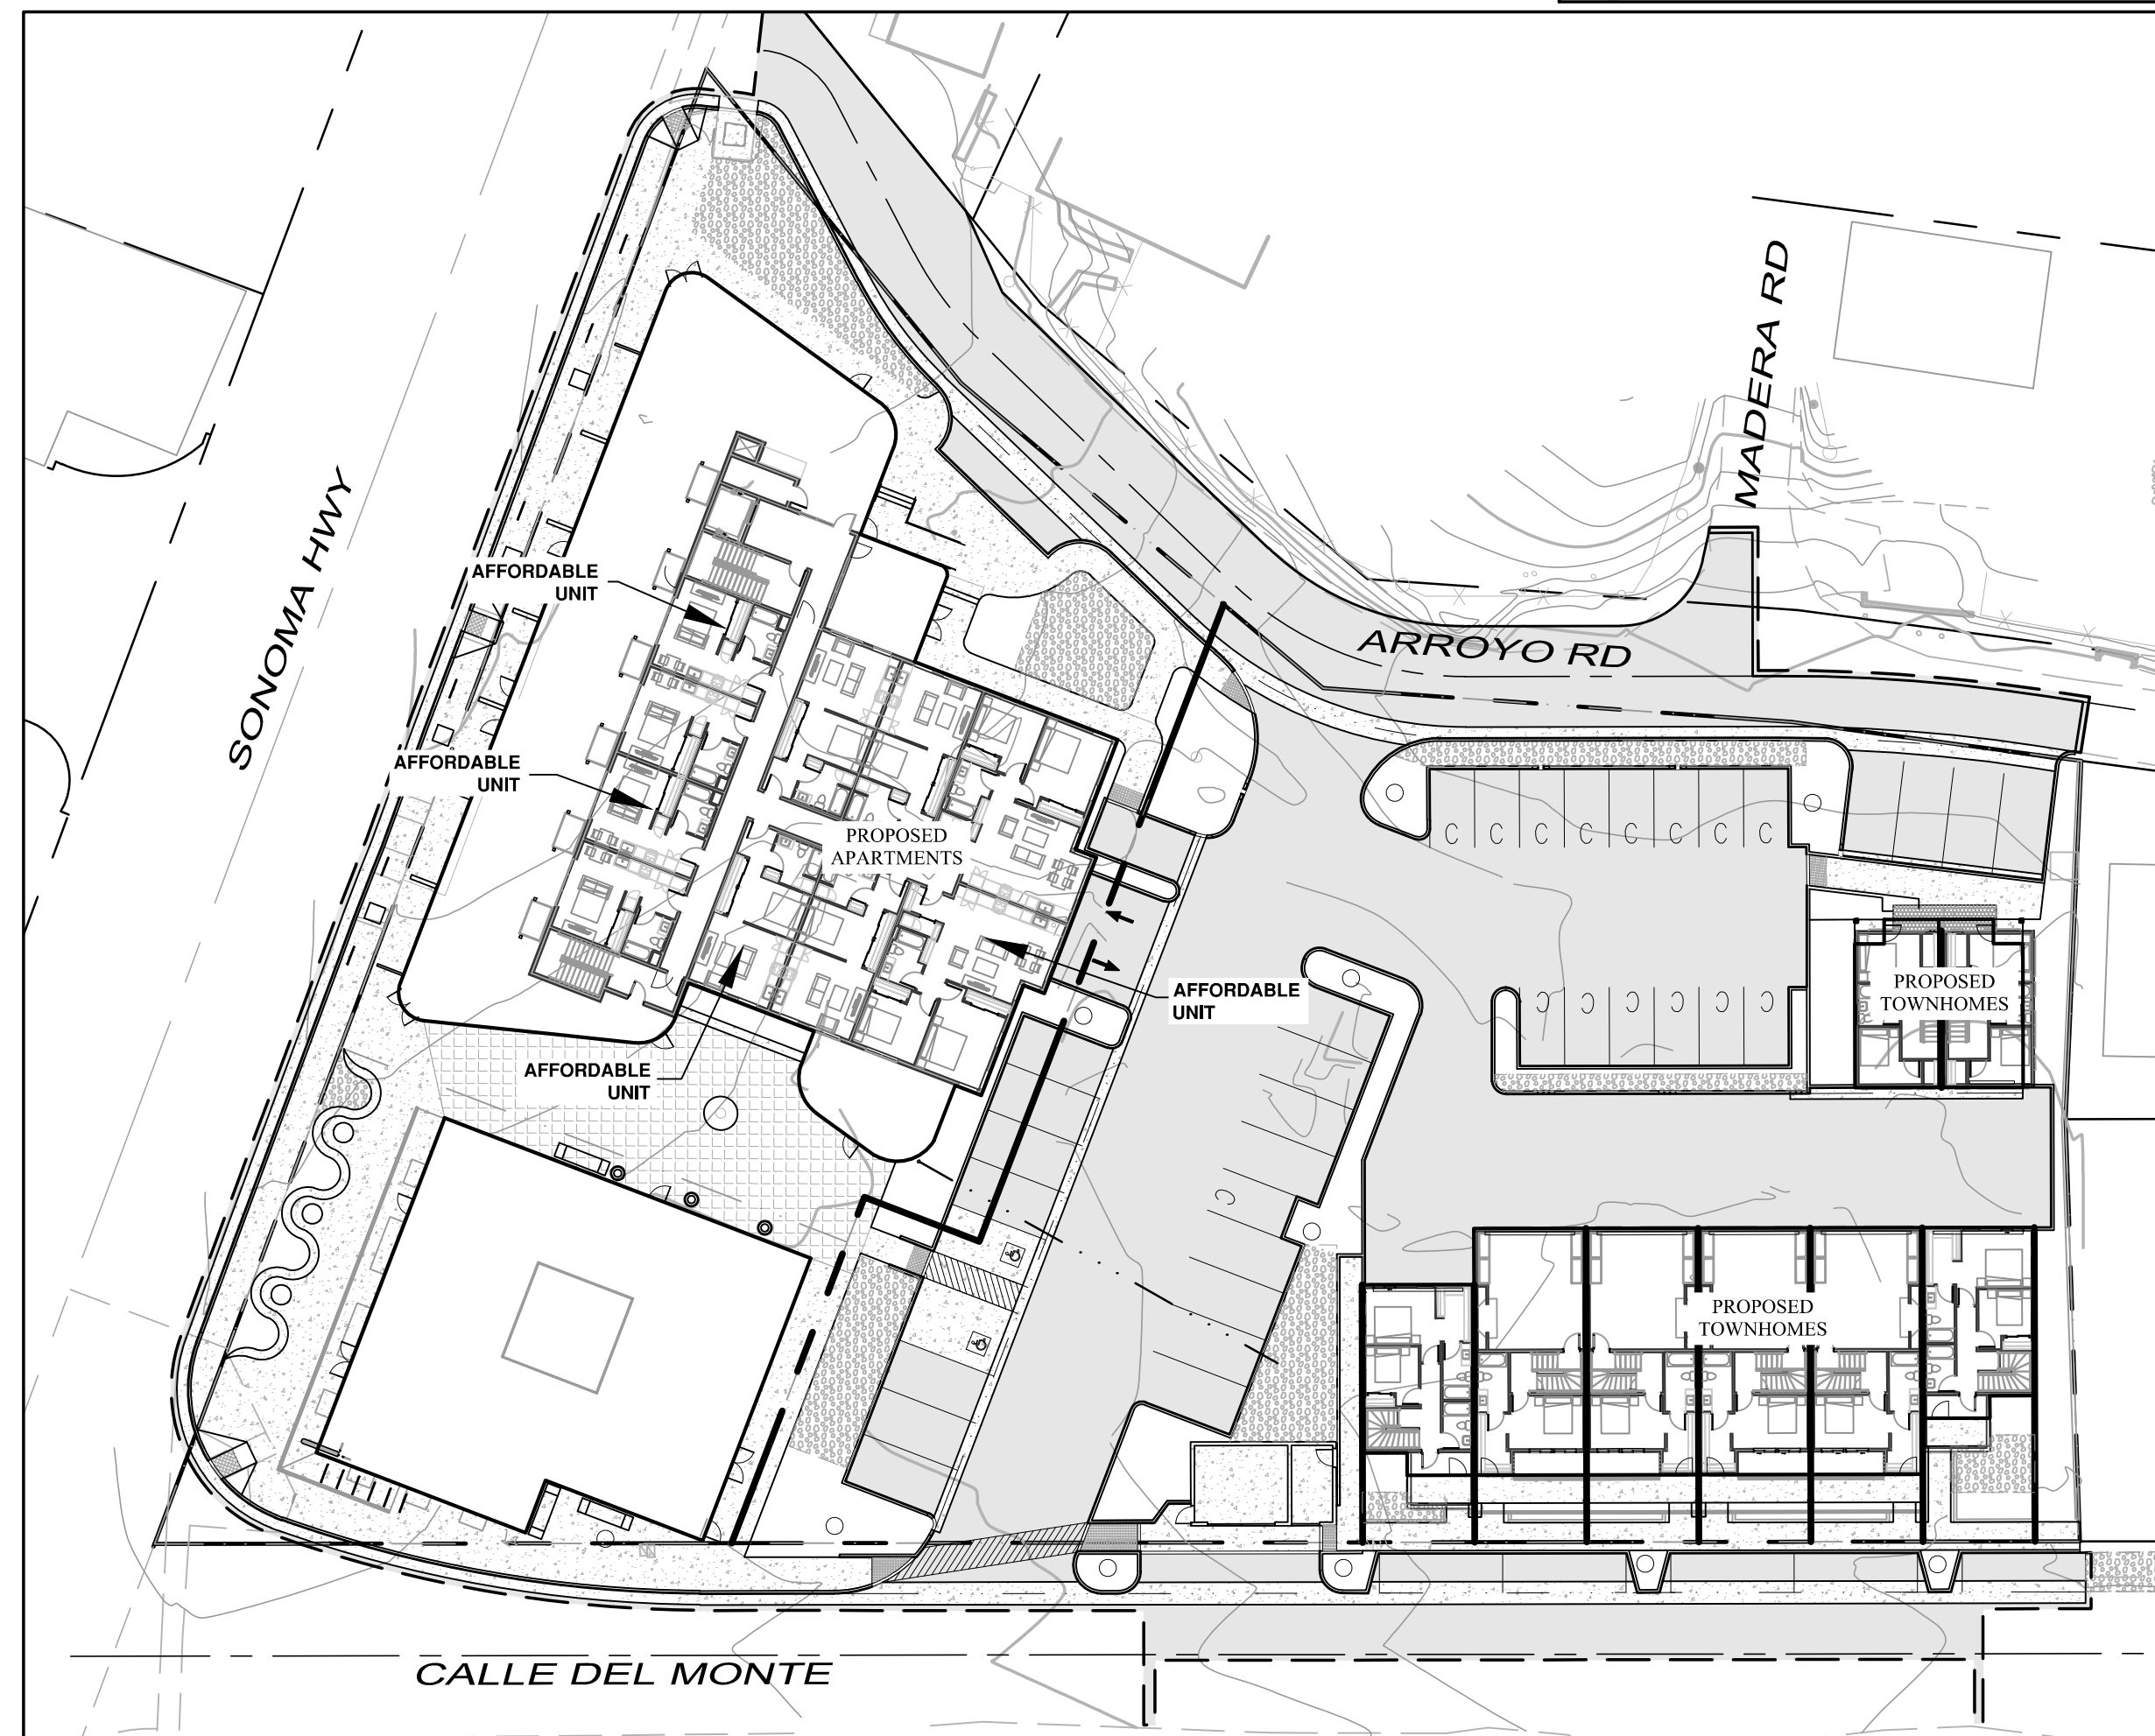 SONOMA HWY
MADERA RD
ARROYO RD
AFFORDABLE
UNIT
AFFORDABLE
UNIT
PROPOSED
APARTMENTS
C C C C C C C C
AFFORDABLE
UNIT
PROPOSED
TOWNHOMES
C C C C C C
AFFORDABLE
UNIT
C
PROPOSED
TOWNHOMES
CALLE DEL MONTE